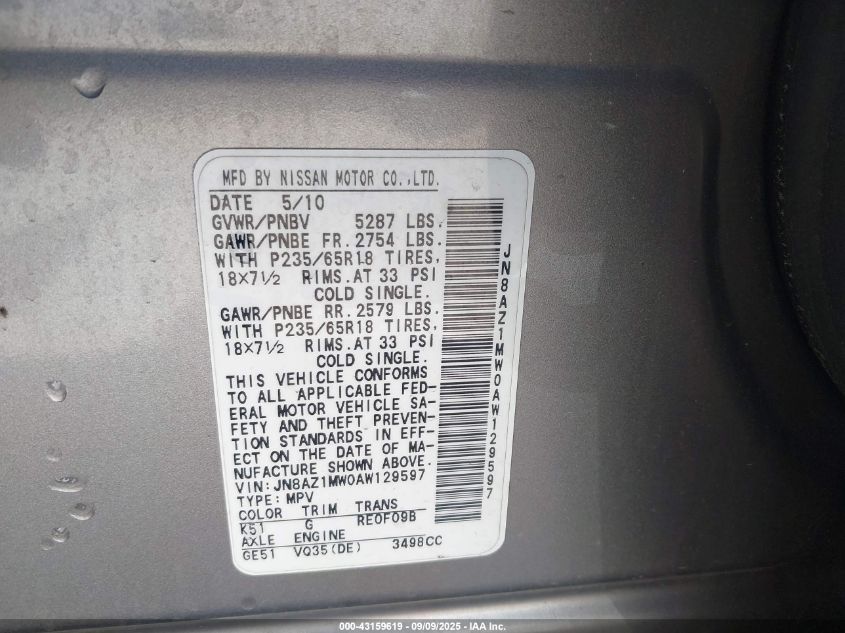 MFD BY NISSAN MOTOR CO.,LTD.
DATE 5/10
GVWR/PNBV 5287 LBS.
GAWR/PNBE FR. 2754 LBS.
WITH P235/65R18 TIRES,
18X7½ RIMS.AT 33 PSI
COLD SINGLE.
GAWR/PNBE RR. 2579 LBS.
WITH P235/65R18 TIRES,
18X7½ RIMS.AT 33 PSI
COLD SINGLE.
THIS VEHICLE CONFORMS
TO ALL APPLICABLE FED-
ERAL MOTOR VEHICLE SA-
FETY AND THEFT PREVEN-
TION STANDARDS IN EFF-
ECT ON THE DATE OF MA-
NUFACTURE SHOWN ABOVE.
VIN: JN8AZ1MW0AW129597
TYPE: MPV
COLOR TRIM TRANS
K51 G RE0F09B
AXLE ENGINE
GE51 VQ35(DE) 3498CC
JN8AZ1MW0AW129597
000-43159619 - 09/09/2025 - IAA Inc.